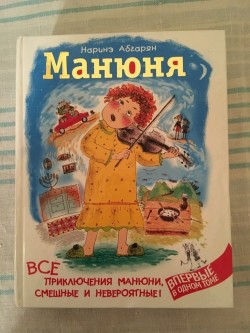 Наринэ Абгарян
Манюня
ВСЕ
ПРИКЛЮЧЕНИЯ МАНЮНИ,
СМЕШНЫЕ И НЕВЕРОЯТНЫЕ!
ВПЕРВЫЕ
В ОДНОМ ТОМЕ